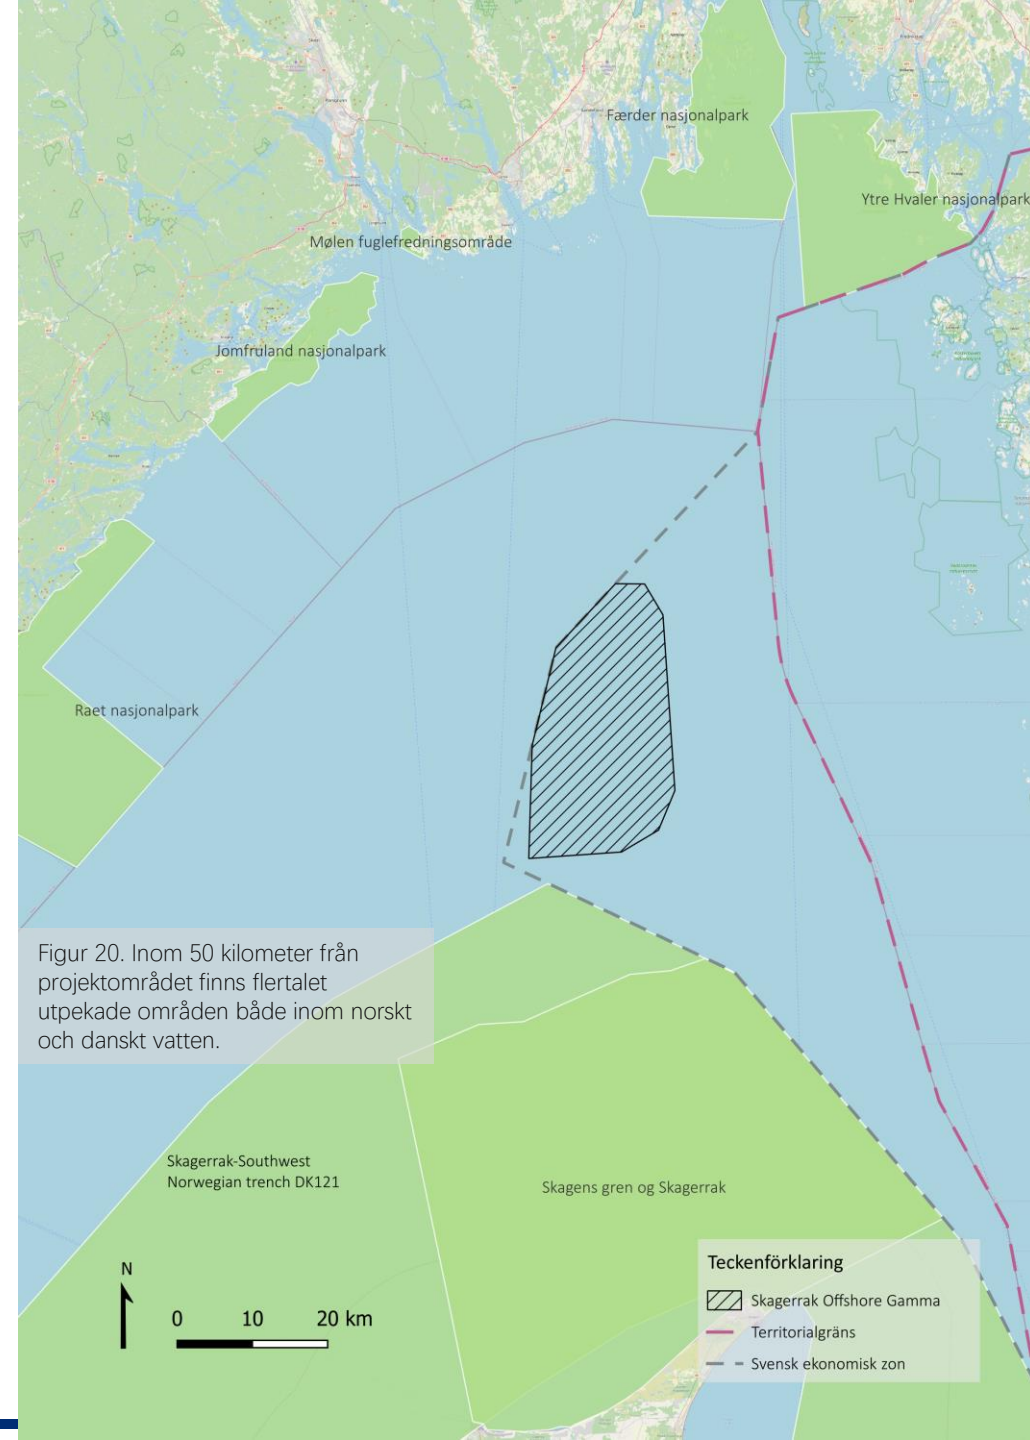 Færder nasjonalpark
Ytre Hvaler nasjonalpark
Mølen fuglefredningsområde
Jomfruland nasjonalpark
Raet nasjonalpark
Figur 20. Inom 50 kilometer från
projektområdet finns flertalet
utpekade områden både inom norskt
och danskt vatten.
Skagerrak-Southwest
Norwegian trench DK121
Skagens gren og Skagerrak
N
0 10 20 km
Teckenförklaring
Skagerrak Offshore Gamma
Territorialgräns
Svensk ekonomisk zon